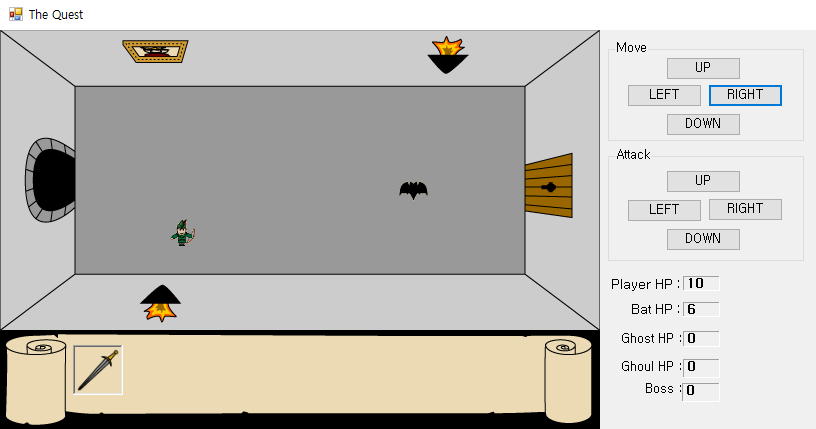 The Quest
Move
UP
LEFT RIGHT
DOWN
Attack
UP
LEFT RIGHT
DOWN
Player HP : 10
Bat HP : 6
Ghost HP : 0
Ghoul HP : 0
Boss : 0